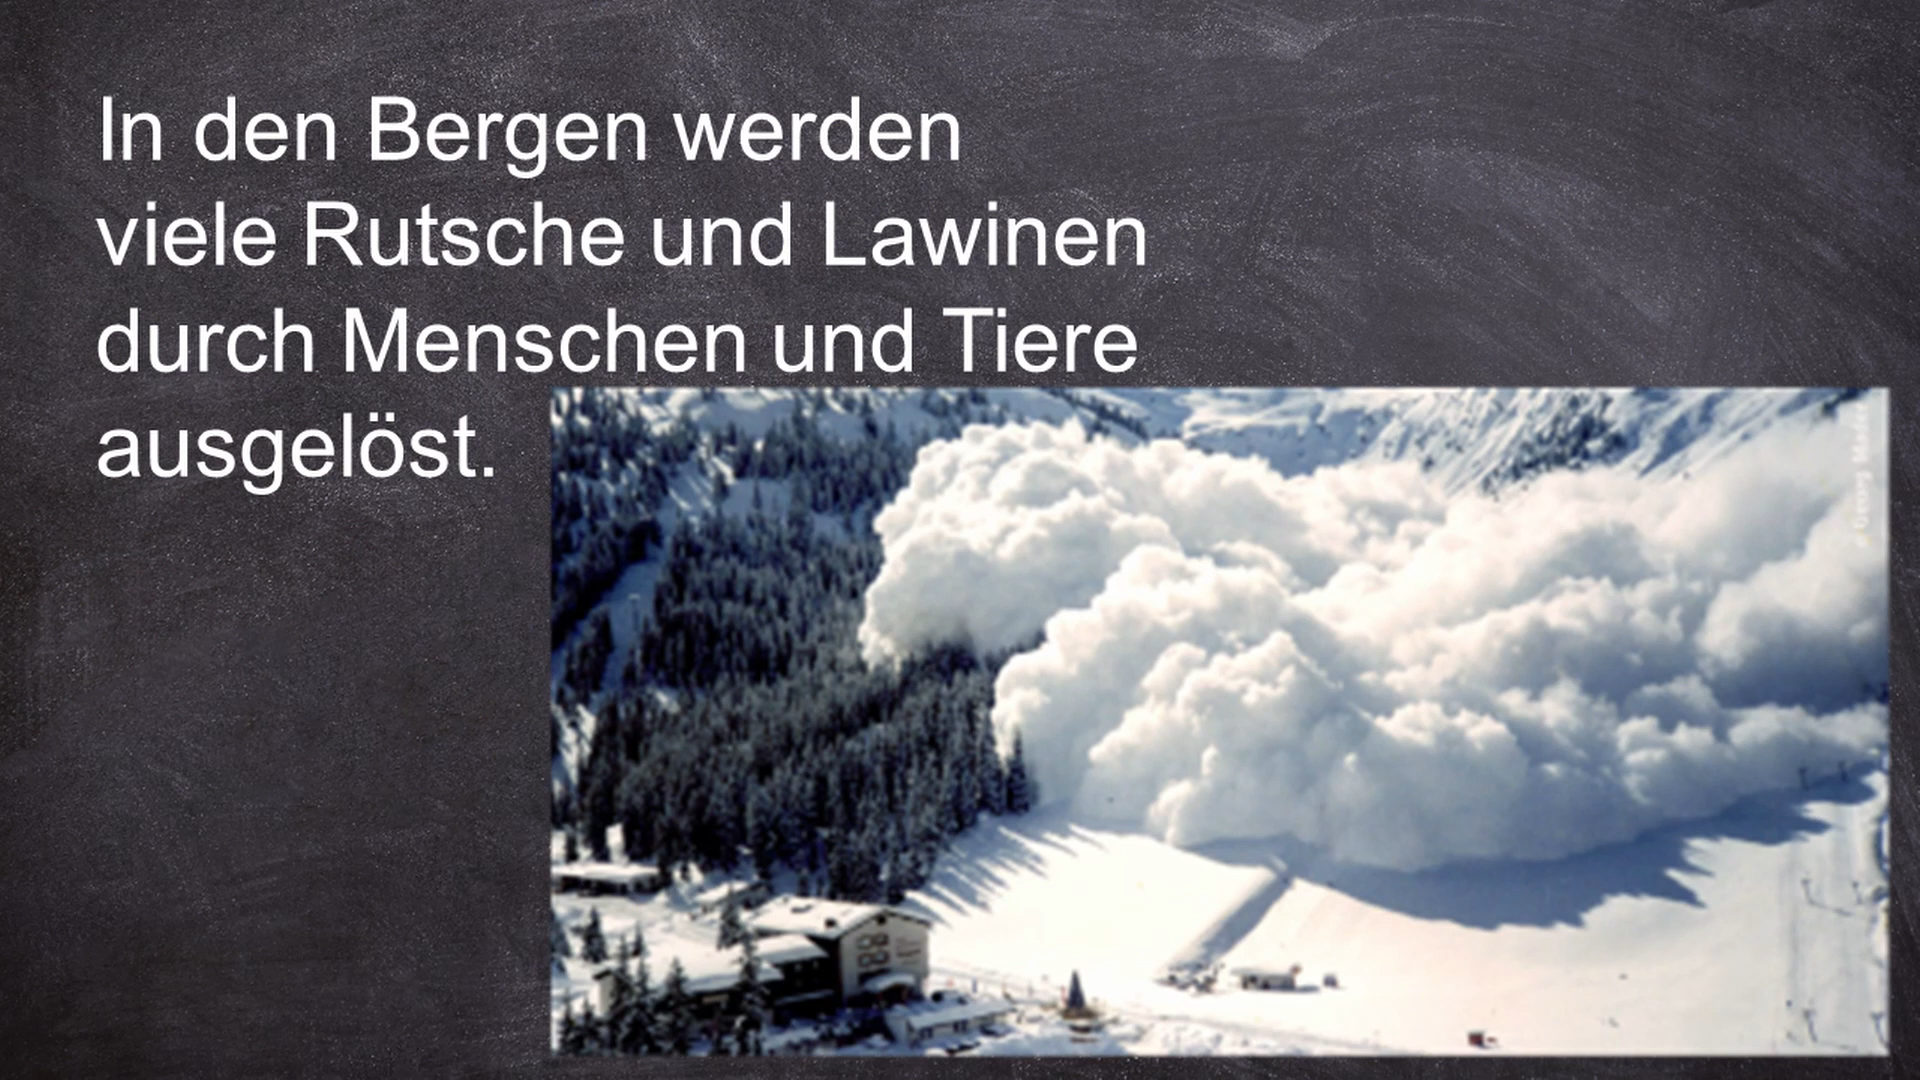 In den Bergen werden
viele Rutsche und Lawinen
durch Menschen und Tiere
ausgelöst.